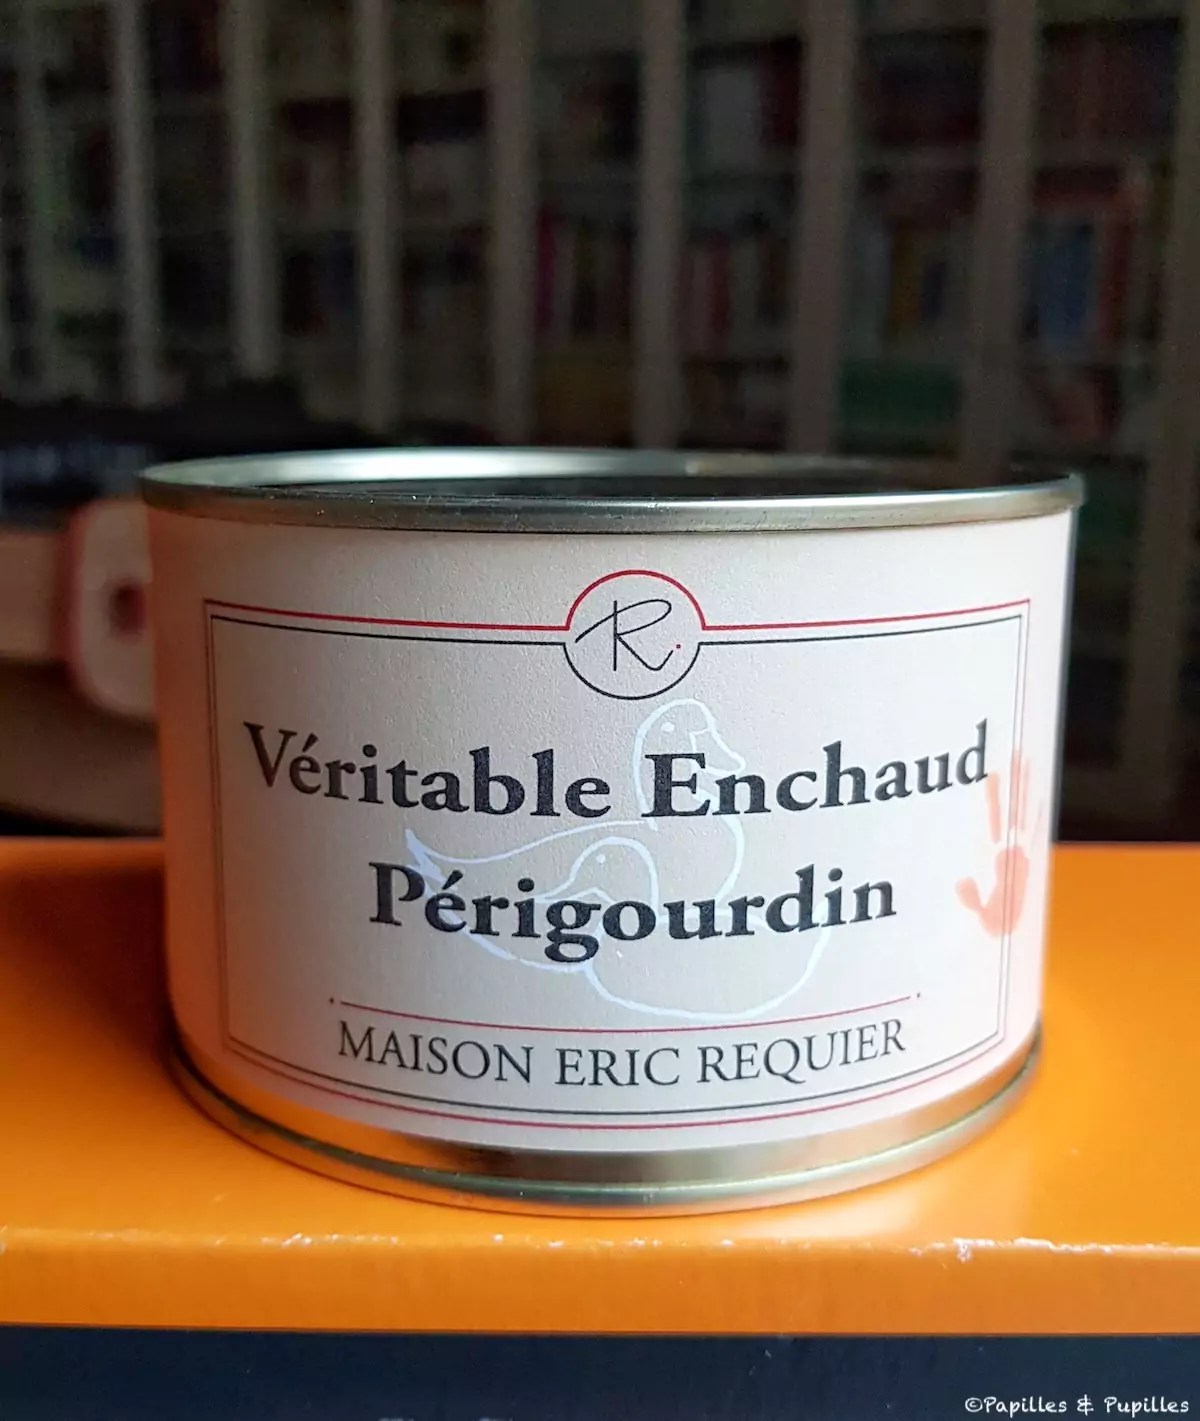 R.
Véritable Enchaud
Périgourdin
MAISON ERIC REQUIER
©Papilles & Pupilles